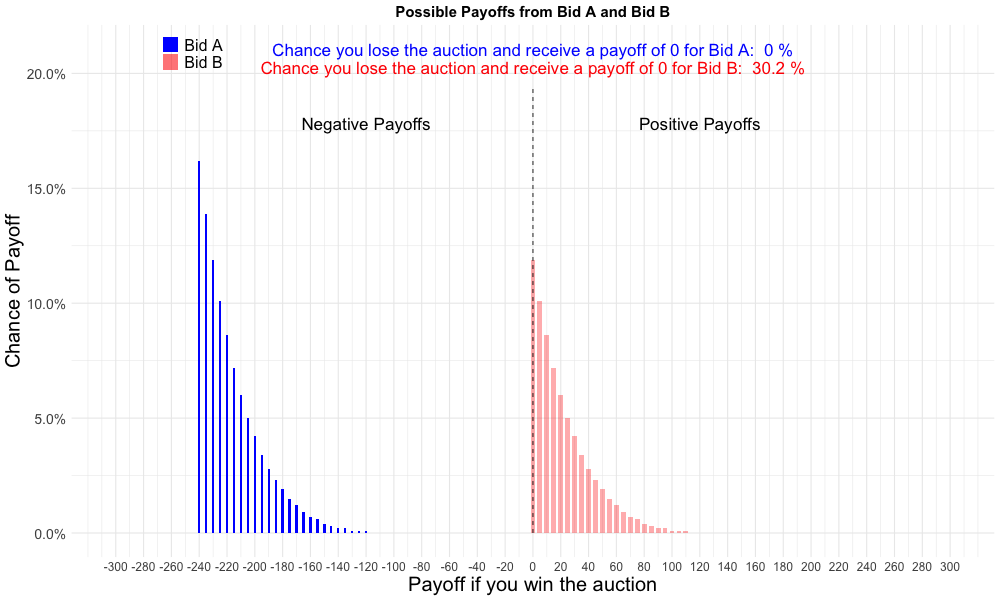 Possible Payoffs from Bid A and Bid B
Bid A
Bid B
Chance you lose the auction and receive a payoff of 0 for Bid A:  0 %
Chance you lose the auction and receive a payoff of 0 for Bid B:  30.2 %
Negative Payoffs
Positive Payoffs
Chance of Payoff
20.0%
15.0%
10.0%
5.0%
0.0%
-300 -280 -260 -240 -220 -200 -180 -160 -140 -120 -100 -80 -60 -40 -20 0 20 40 60 80 100 120 140 160 180 200 220 240 260 280 300
Payoff if you win the auction